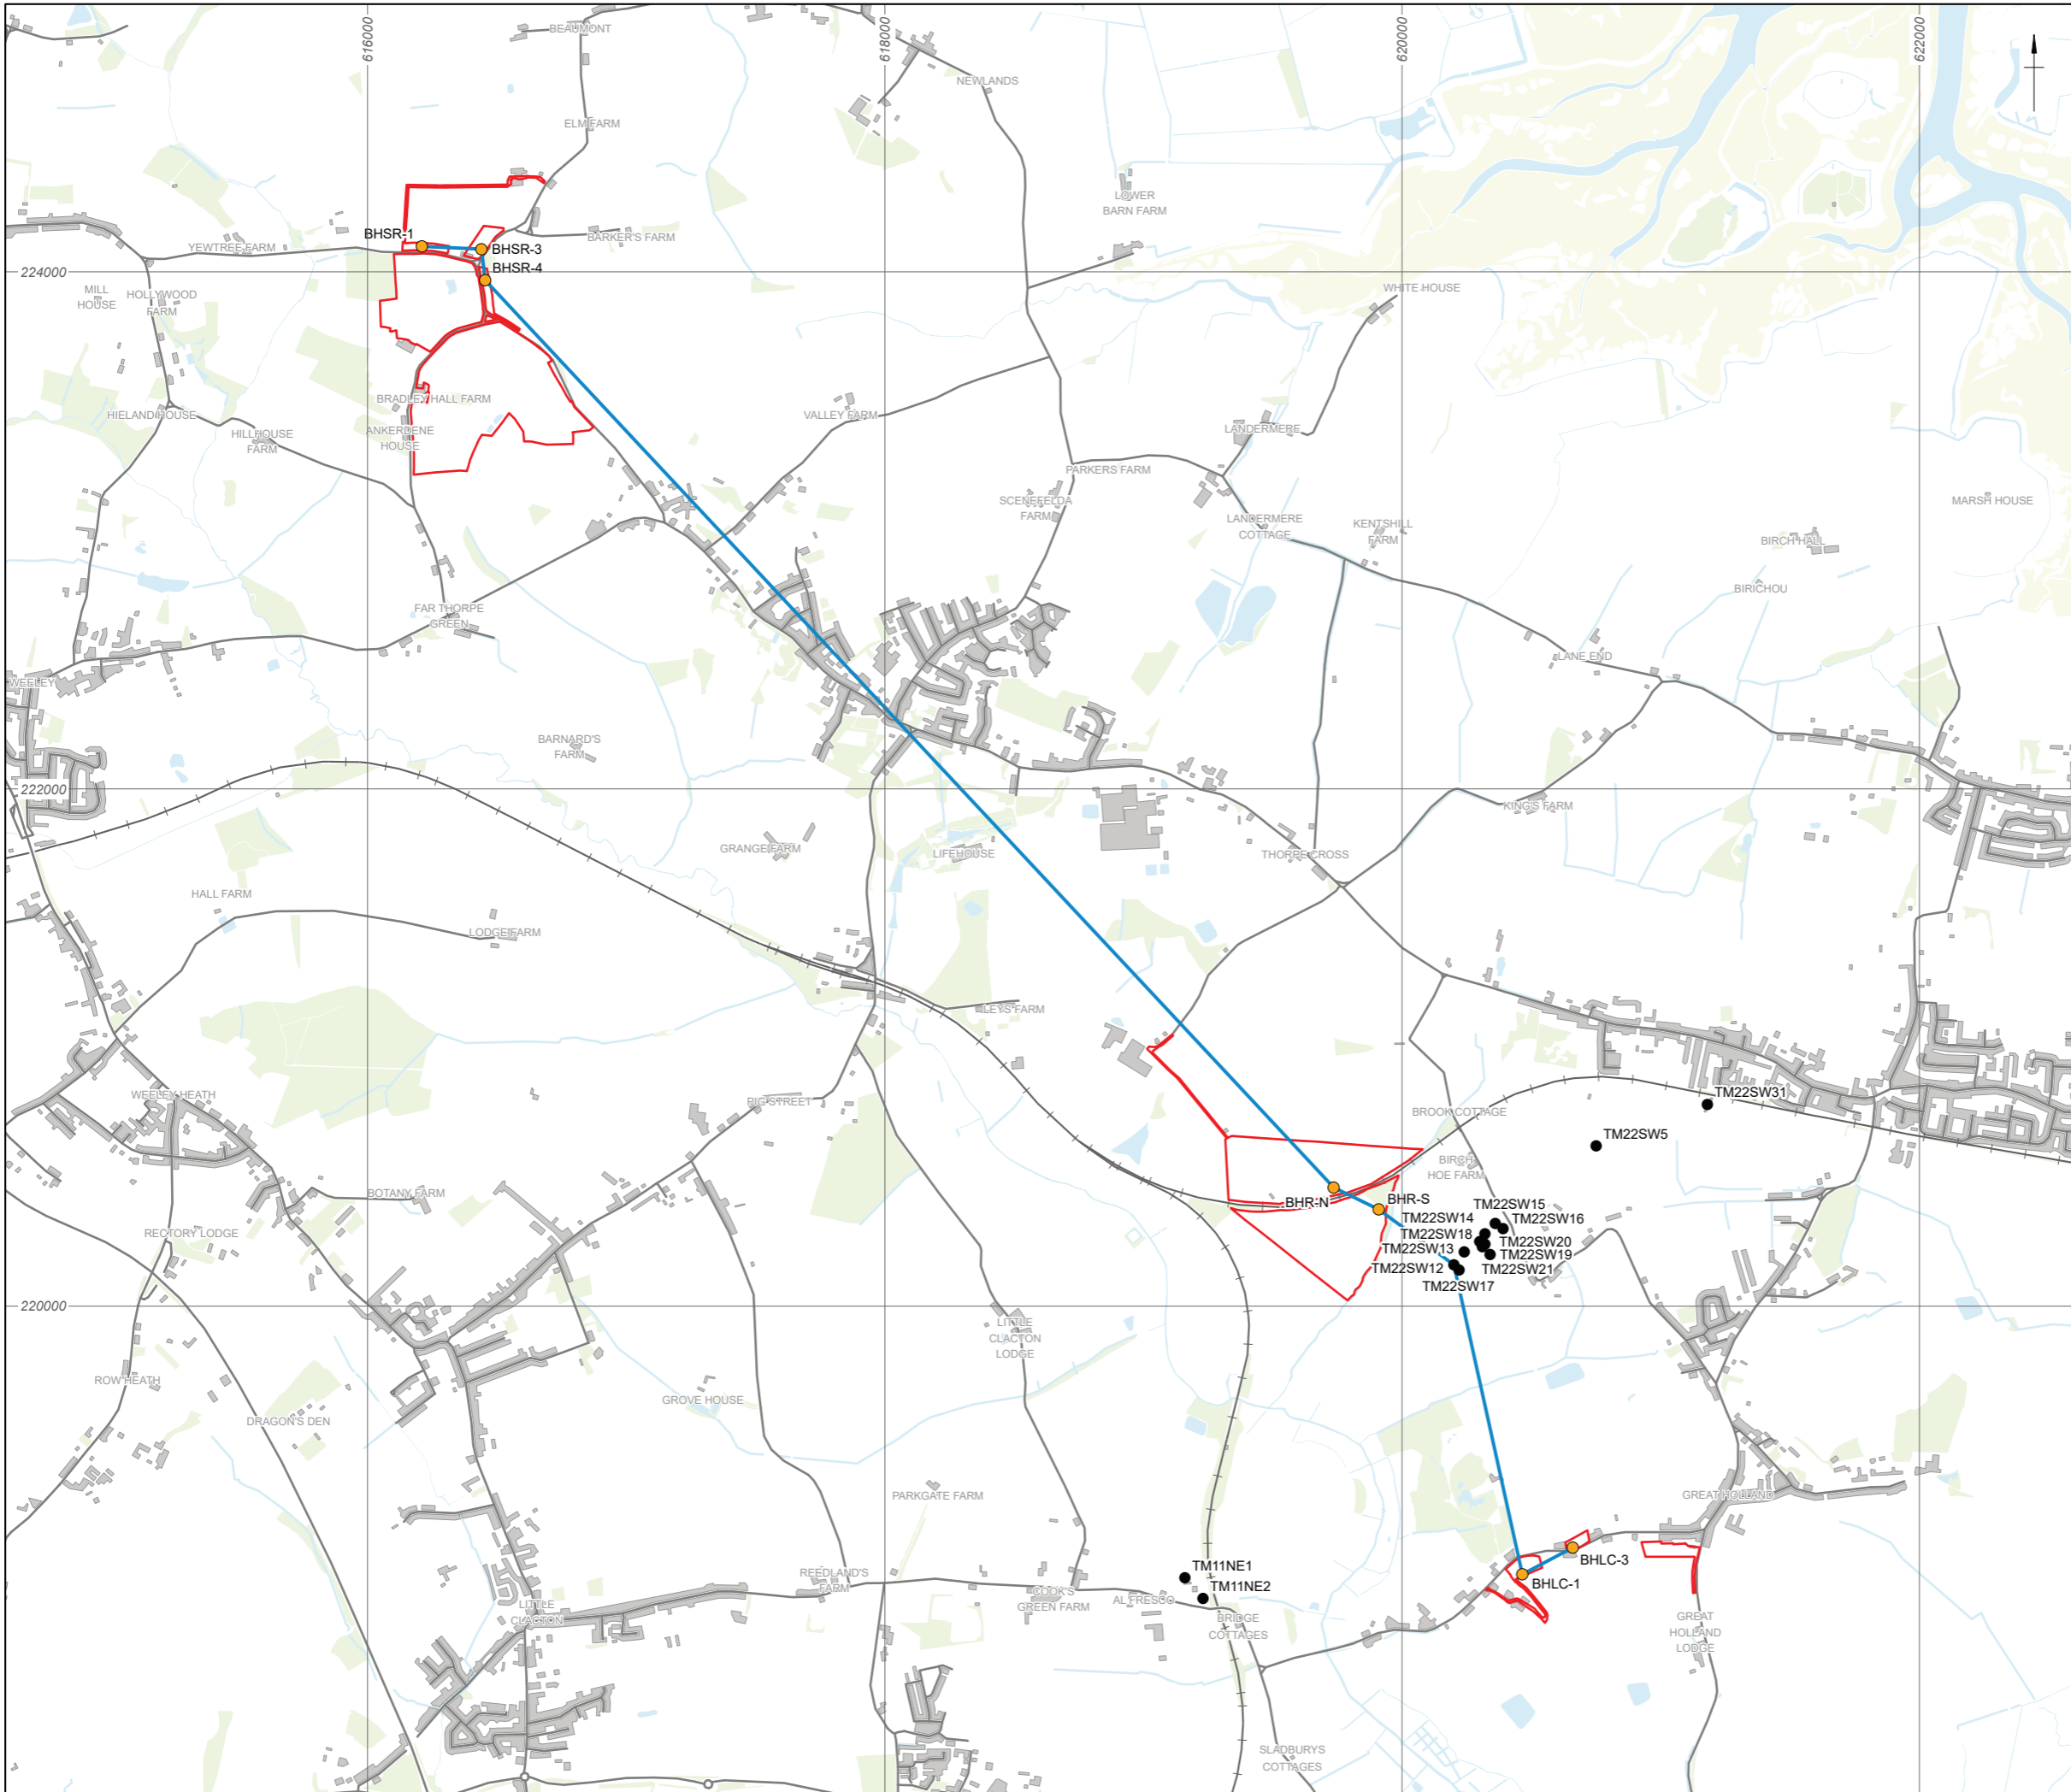 616000
618000
620000
622000
BEAUMONT
NEWLANDS
ELM FARM
LOWER
BARN FARM
BHSR-1
YEWTREE FARM
BARKER'S FARM
BHSR-3
BHSR-4
224000
MILL
HOUSE
HOLLYWOOD
FARM
WHITE HOUSE
BRADLEY HALL FARM
HIELAND HOUSE
VALLEY FARM
HILLHOUSE
FARM
ANKERDENE
HOUSE
LANDERMERE
PARKERS FARM
SCENEFELDA
FARM
MARSH HOUSE
LANDERMERE
COTTAGE
KENTSHILL
FARM
BIRCH HALL
BIRICHOU
FAR THORPE
GREEN
LANE END
WEELEY
BARNARD'S
FARM
222000
KING'S FARM
GRANGE FARM
LIFEHOUSE
THORPE CROSS
HALL FARM
LODGE FARM
LEYS FARM
WEELEY HEATH
PIG STREET
BROOK COTTAGE
TM22SW31
TM22SW5
BIRCH
HOE FARM
BOTANY FARM
BHR-N
BHR-S
TM22SW15
TM22SW14
TM22SW16
RECTORY LODGE
TM22SW18
TM22SW20
TM22SW13
TM22SW19
TM22SW12
TM22SW21
TM22SW17
220000
LITTLE
CLACTON
LODGE
ROW HEATH
GROVE HOUSE
DRAGON'S DEN
PARKGATE FARM
GREAT HOLLAND
TM11NE1
BHLC-3
REEDLAND'S
FARM
BHLC-1
COOK'S
GREEN FARM
AL FRESCO
TM11NE2
LITTLE
CLACTON
BRIDGE
COTTAGES
GREAT
HOLLAND
LODGE
SLADBURYS
COTTAGES